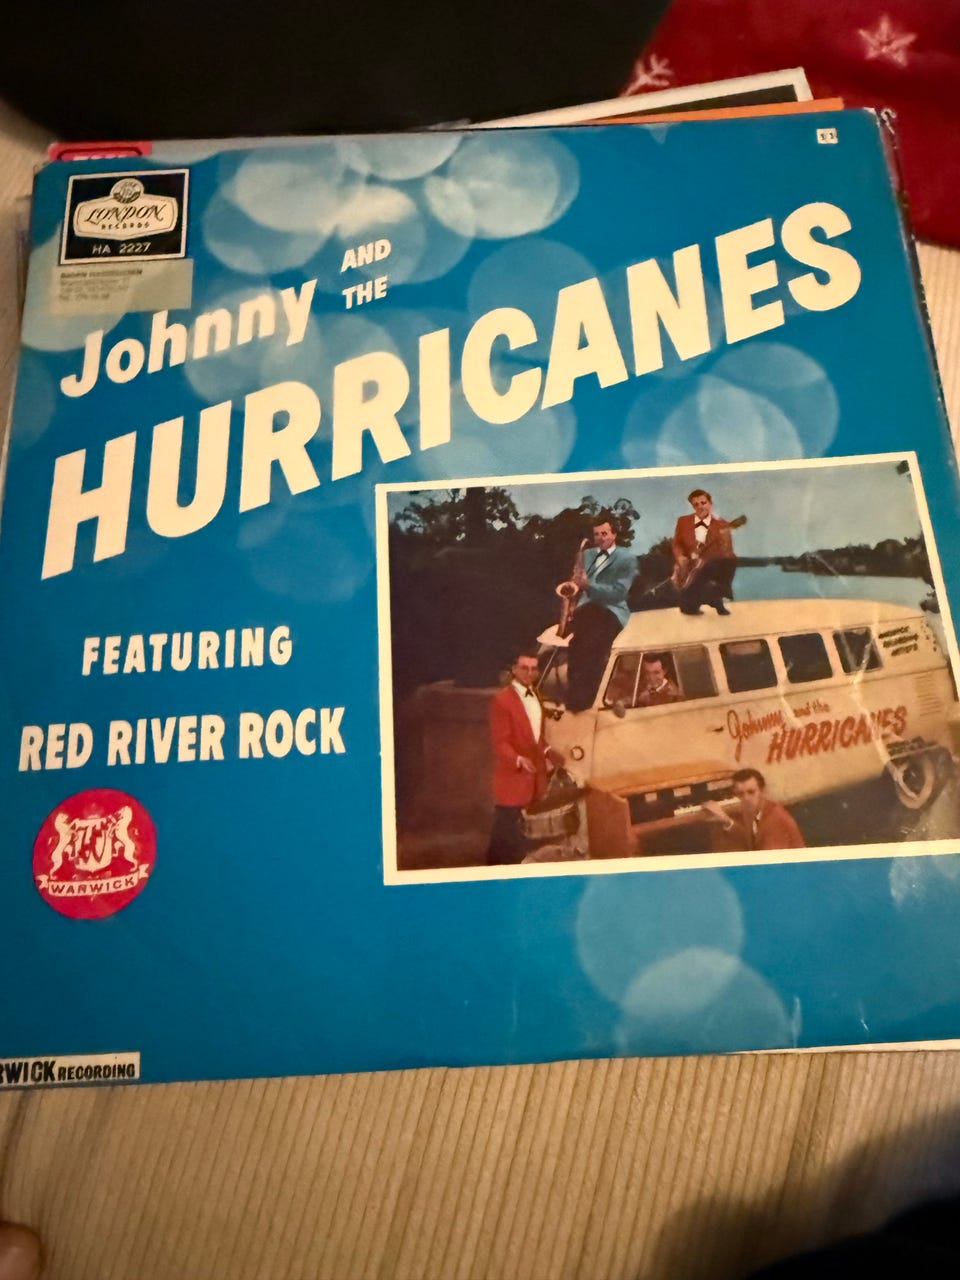 LONDON
RECORDS
HA 2227
Johnny
AND
THE
HURRICANES
FEATURING
RED RIVER ROCK
Johnny and the
HURRICANES
TW
WARWICK
RWICK RECORDING